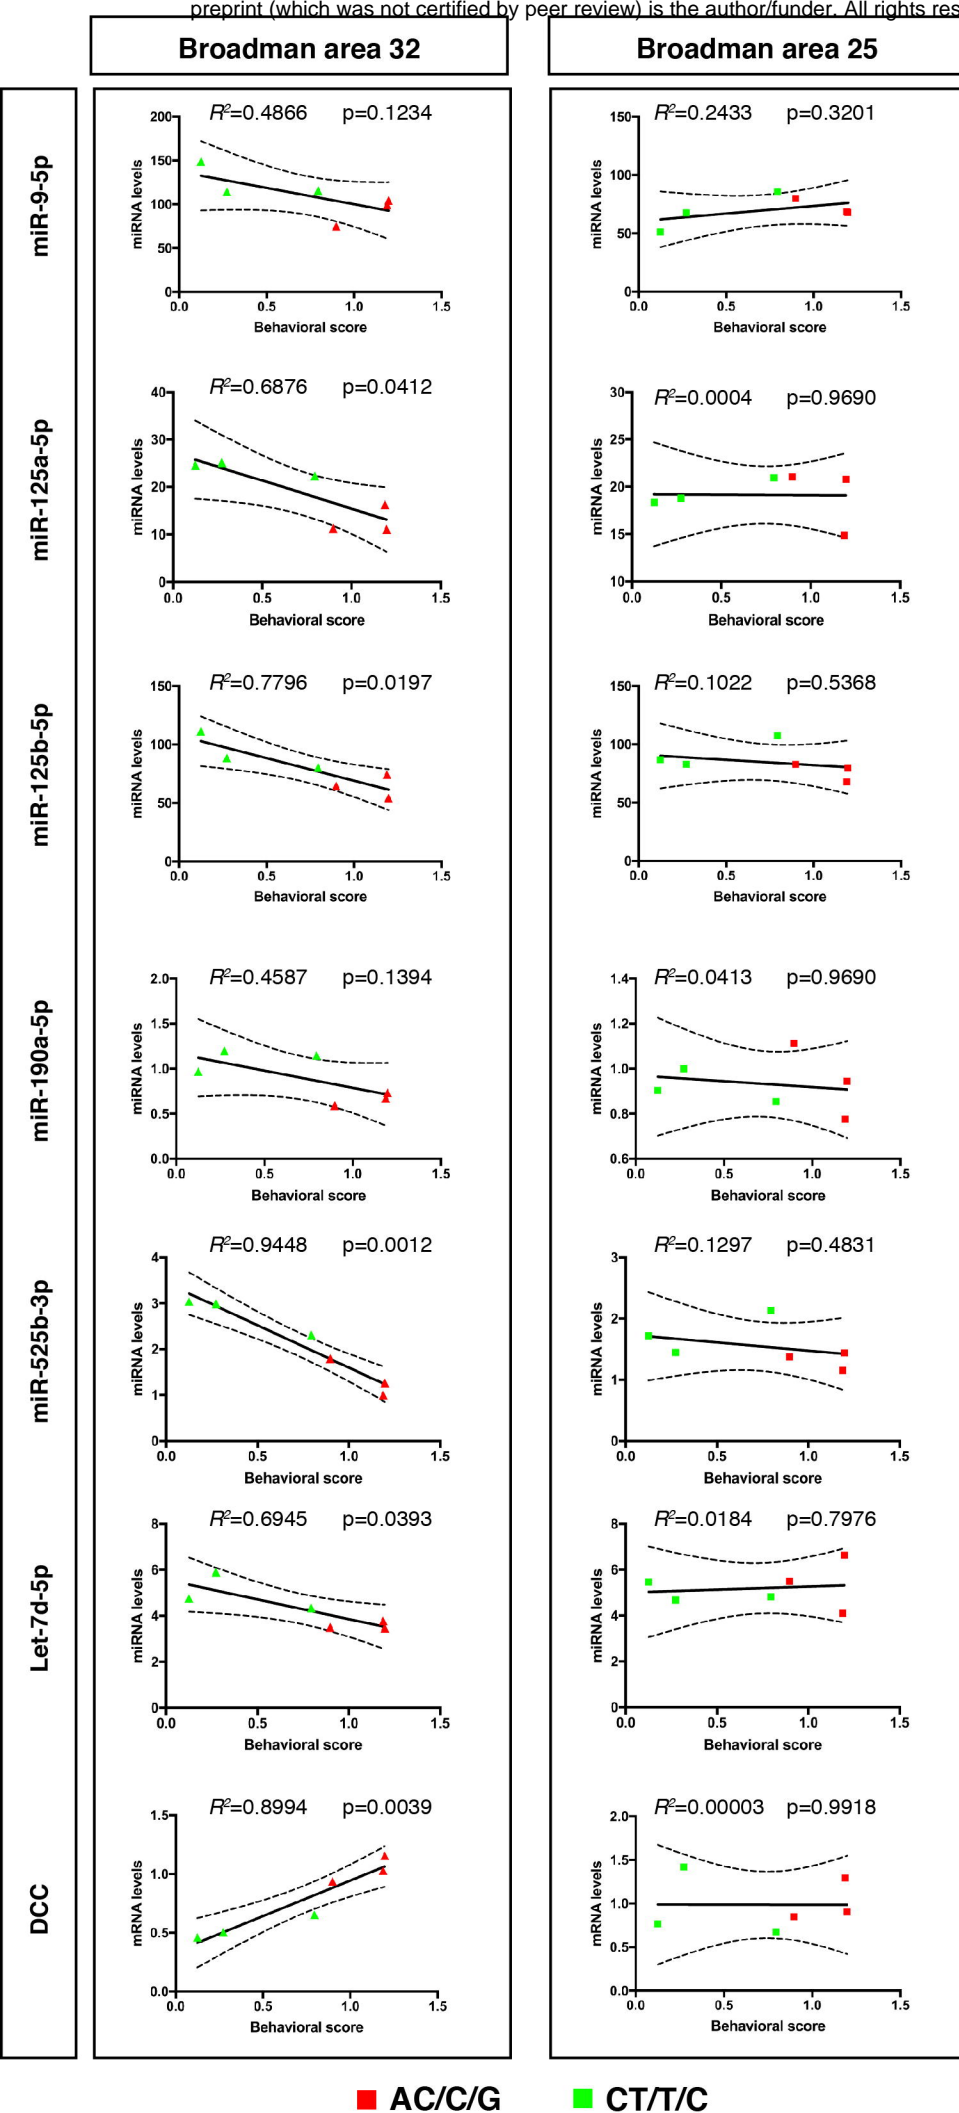 preprint (which was not certified by peer review) is the author/funder. All rights res
Broadman area 32
Broadman area 25
miR-9-5p
R²=0.4866 p=0.1234
miRNA levels
200
150
100
50
0
0.0 0.5 1.0 1.5
Behavioral score
R²=0.2433 p=0.3201
miRNA levels
150
100
50
0
0.0 0.5 1.0 1.5
Behavioral score
miR-125a-5p
R²=0.6876 p=0.0412
miRNA levels
40
30
20
10
0
0.0 0.5 1.0 1.5
Behavioral score
R²=0.0004 p=0.9690
miRNA levels
30
25
20
15
10
0.0 0.5 1.0 1.5
Behavioral score
miR-125b-5p
R²=0.7796 p=0.0197
miRNA levels
150
100
50
0
0.0 0.5 1.0 1.5
Behavioral score
R²=0.1022 p=0.5368
miRNA levels
150
100
50
0
0.0 0.5 1.0 1.5
Behavioral score
miR-190a-5p
R²=0.4587 p=0.1394
miRNA levels
2.0
1.5
1.0
0.5
0.0
0.0 0.5 1.0 1.5
Behavioral score
R²=0.0413 p=0.9690
miRNA levels
1.4
1.2
1.0
0.8
0.6
0.0 0.5 1.0 1.5
Behavioral score
miR-525b-3p
R²=0.9448 p=0.0012
miRNA levels
4
3
2
1
0
0.0 0.5 1.0 1.5
Behavioral score
R²=0.1297 p=0.4831
miRNA levels
3
2
1
0
0.0 0.5 1.0 1.5
Behavioral score
Let-7d-5p
R²=0.6945 p=0.0393
miRNA levels
8
6
4
2
0
0.0 0.5 1.0 1.5
Behavioral score
R²=0.0184 p=0.7976
miRNA levels
8
6
4
2
0
0.0 0.5 1.0 1.5
Behavioral score
DCC
R²=0.8994 p=0.0039
mRNA levels
1.5
1.0
0.5
0.0
0.0 0.5 1.0 1.5
Behavioral score
R²=0.00003 p=0.9918
mRNA levels
2.0
1.5
1.0
0.5
0.0
0.0 0.5 1.0 1.5
Behavioral score
AC/C/G CT/T/C